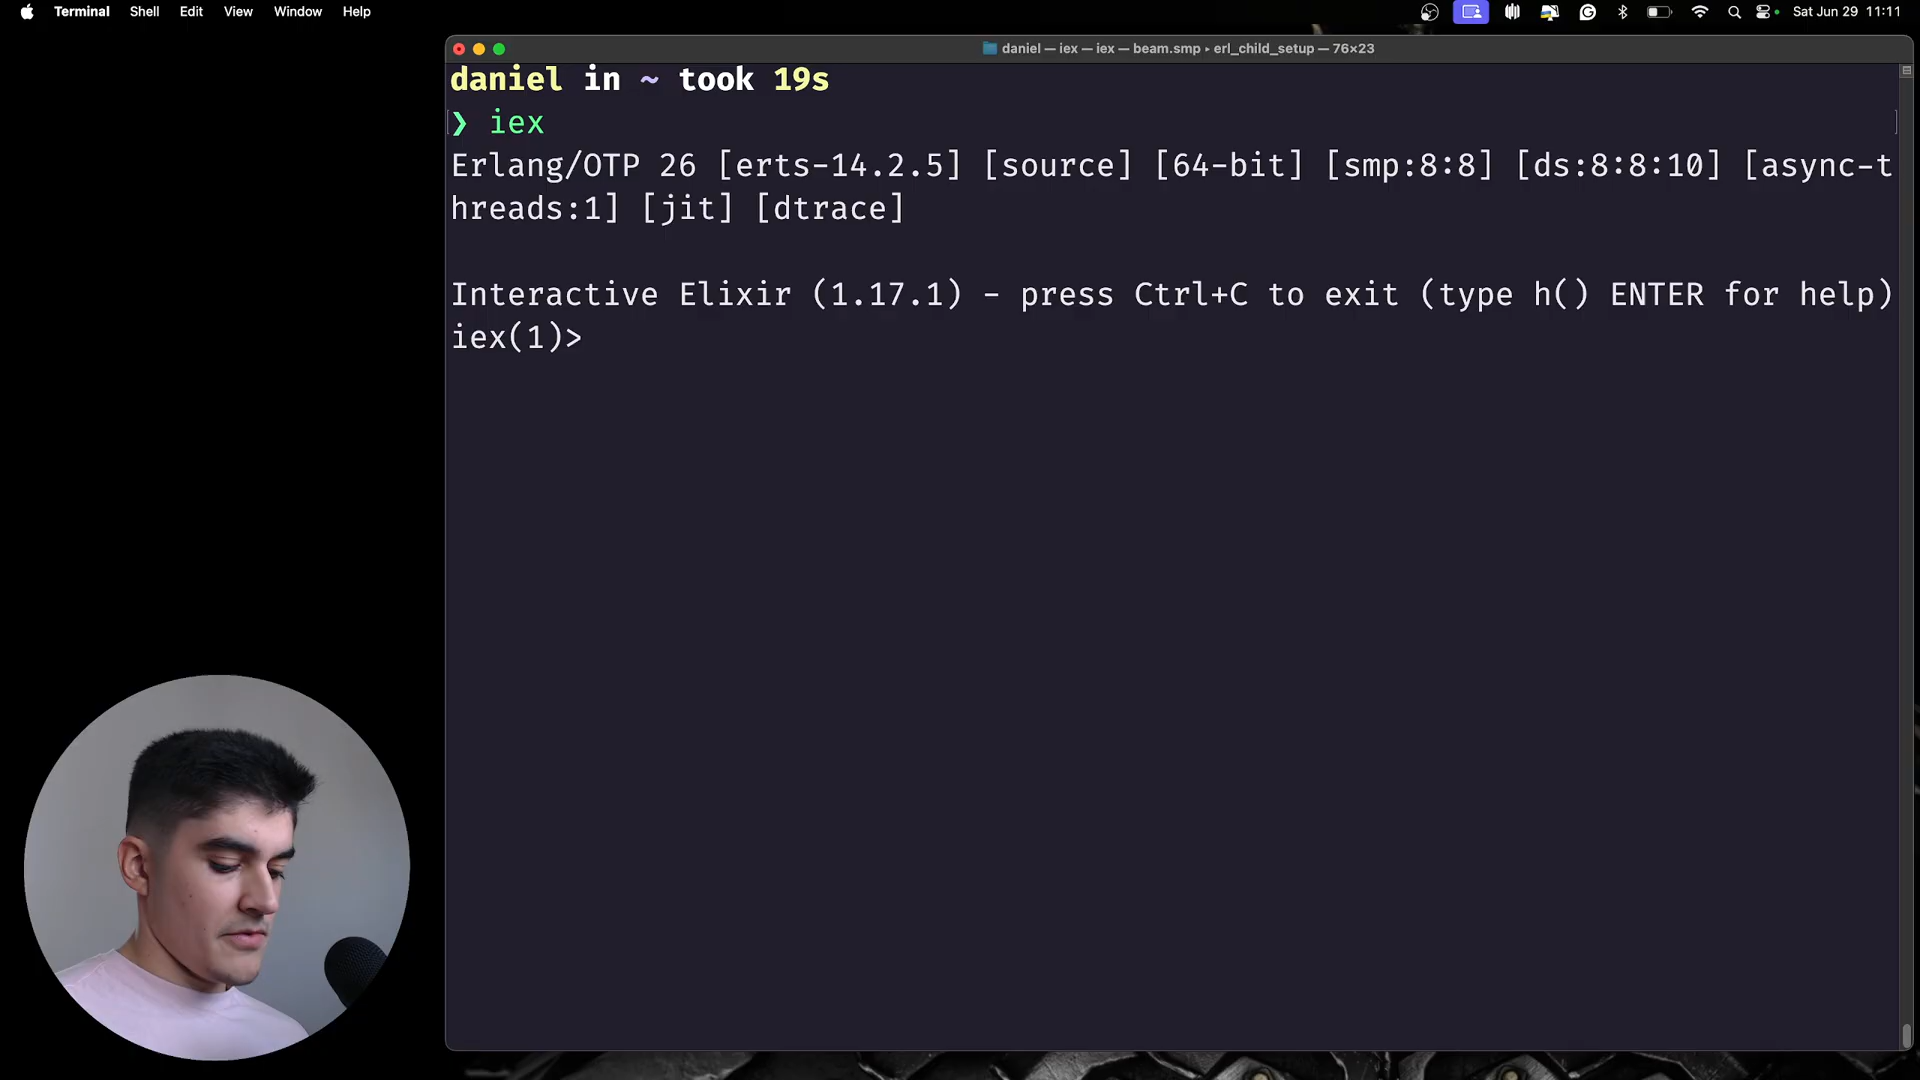 Terminal Shell Edit View Window Help Sat Jun 29 11:11
daniel — iex — iex — beam.smp ▸ erl_child_setup — 76×23
daniel in ~ took 19s
❯ iex
Erlang/OTP 26 [erts-14.2.5] [source] [64-bit] [smp:8:8] [ds:8:8:10] [async-t
hreads:1] [jit] [dtrace]
Interactive Elixir (1.17.1) - press Ctrl+C to exit (type h() ENTER for help)
iex(1)>